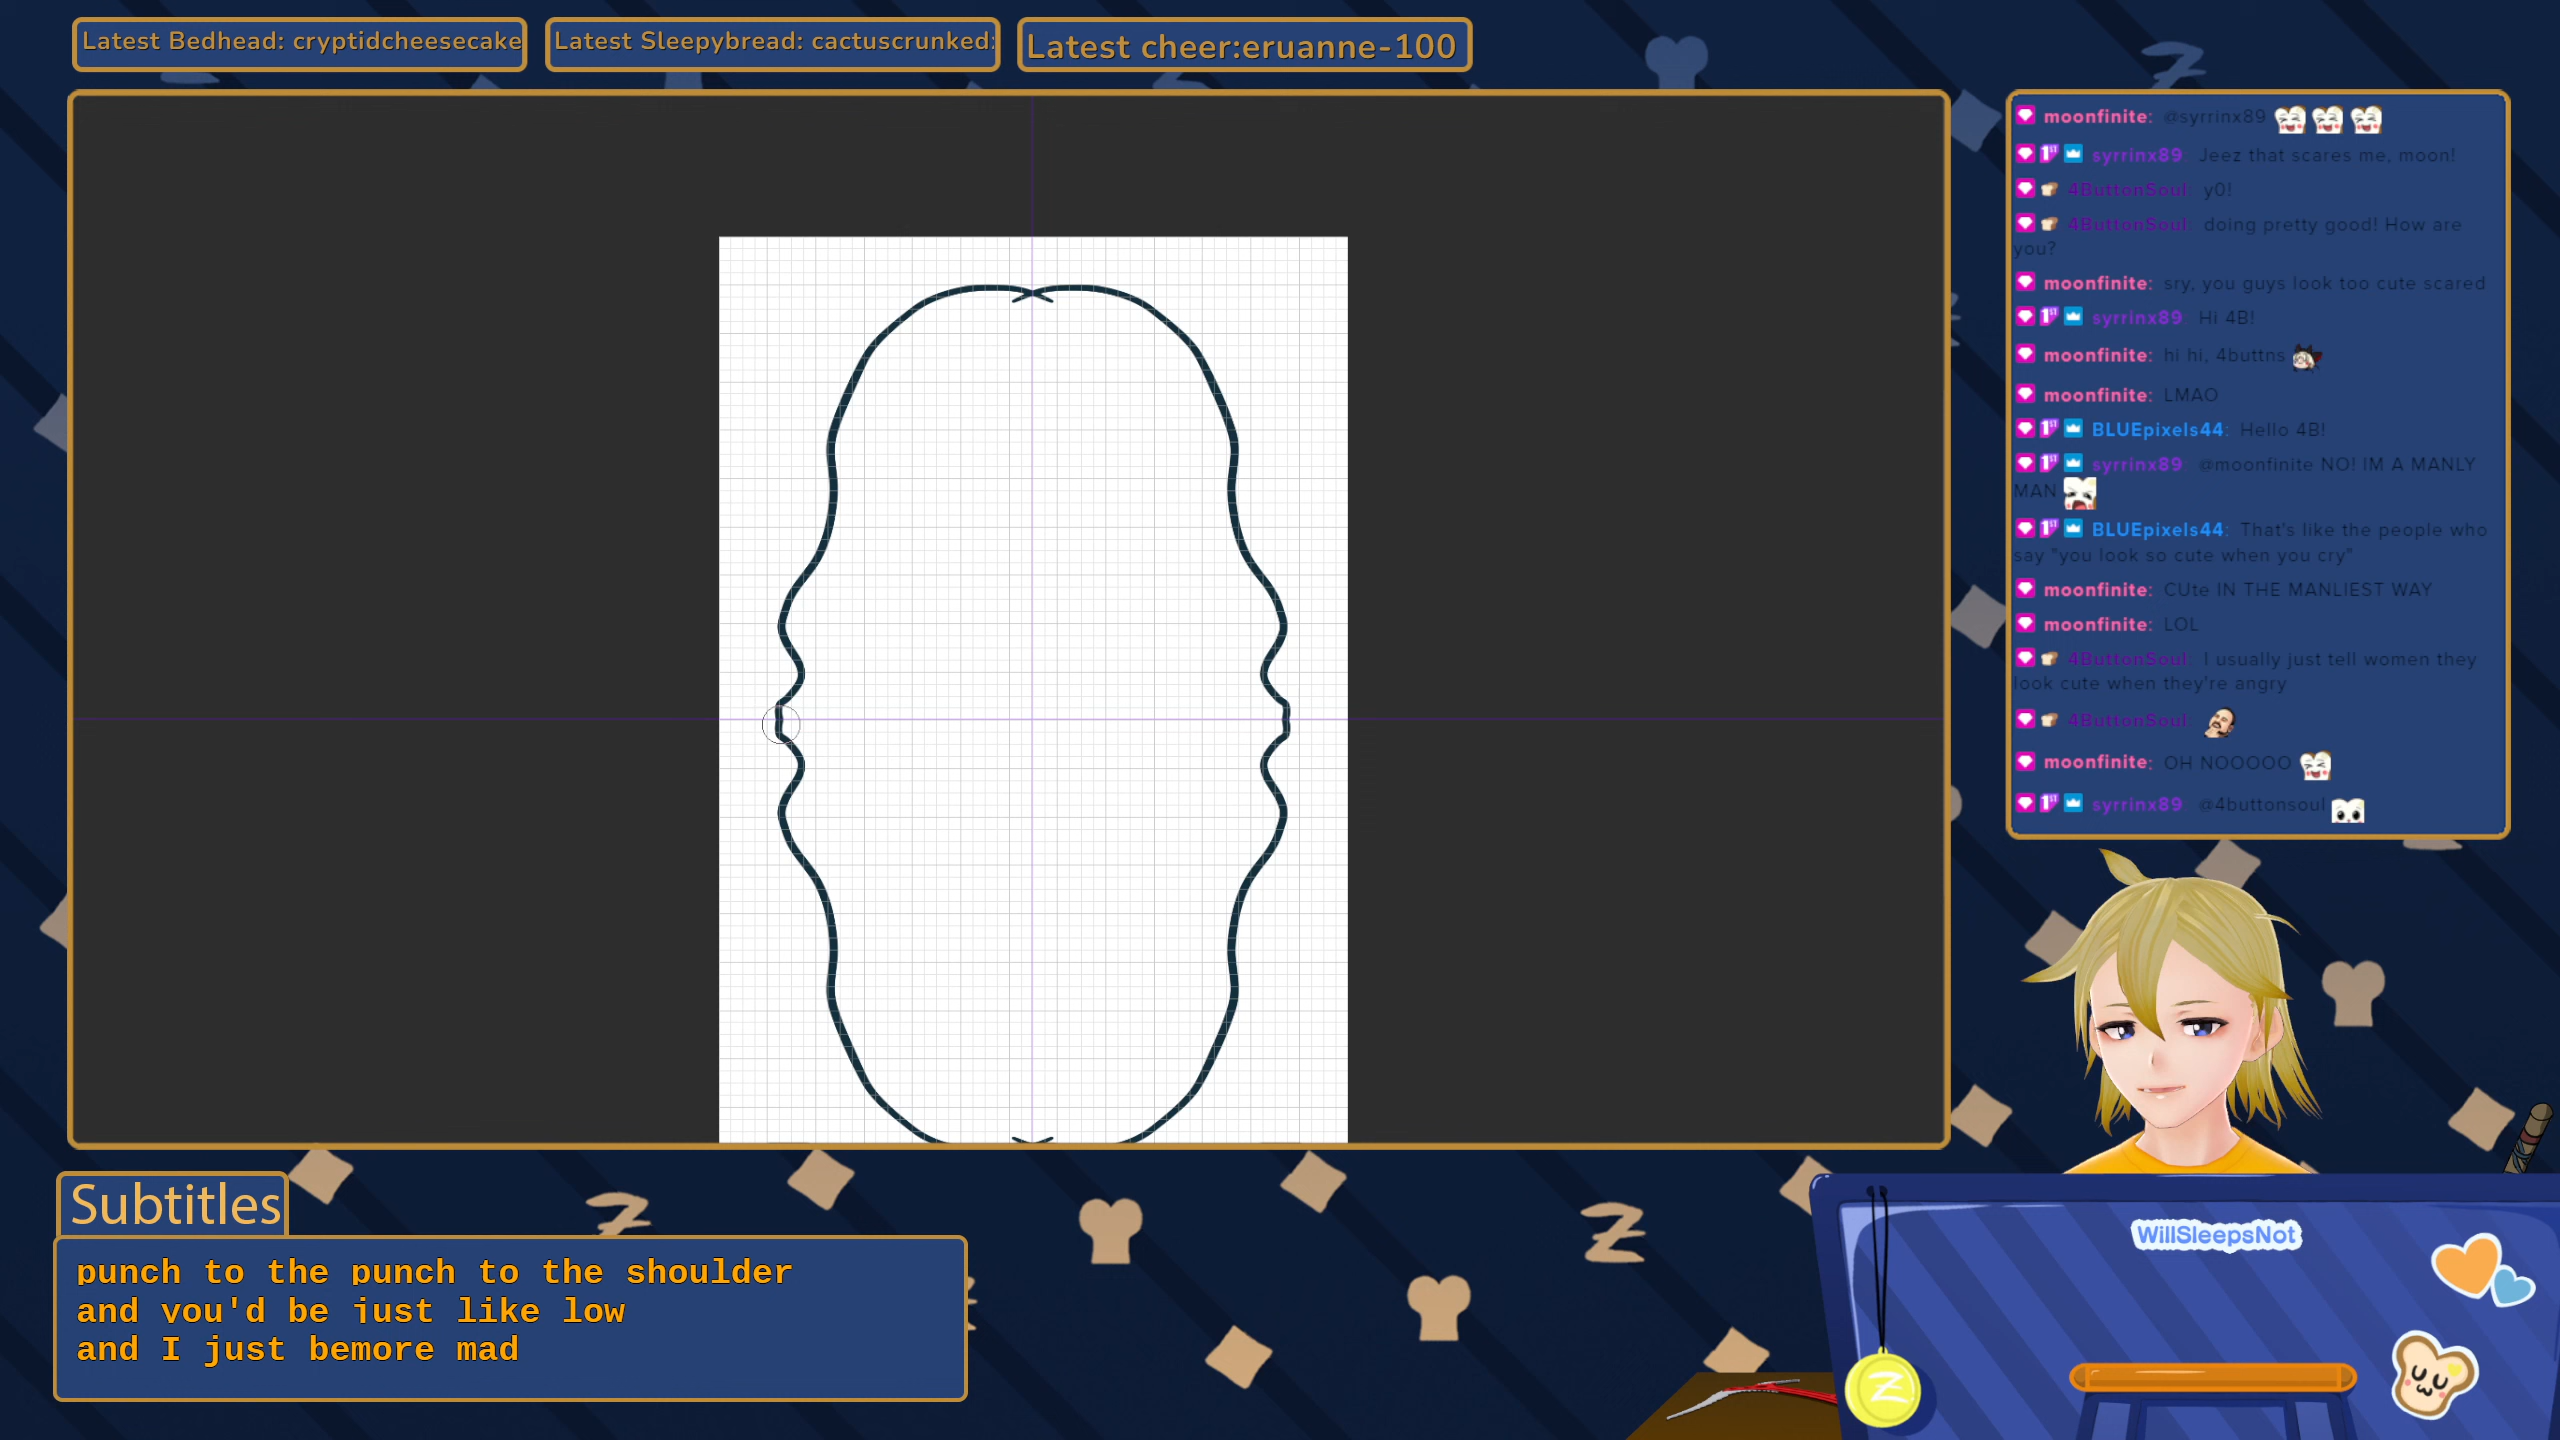 Latest Bedhead: cryptidcheesecake
Latest Sleepybread: cactuscrunked:
Latest cheer:eruanne-100
moonfinite: @syrrinx89
syrrinx89: Jeez that scares me, moon!
4ButtonSoul: y0!
4ButtonSoul: doing pretty good! How are
you?
moonfinite: sry, you guys look too cute scared
syrrinx89: Hi 4B!
moonfinite: hi hi, 4buttns
moonfinite: LMAO
BLUEpixels44: Hello 4B!
syrrinx89: @moonfinite NO! IM A MANLY
MAN
BLUEpixels44: That's like the people who
say "you look so cute when you cry"
moonfinite: CUte IN THE MANLIEST WAY
moonfinite: LOL
4ButtonSoul: I usually just tell women they
look cute when they're angry
4ButtonSoul:
moonfinite: OH NOOOOO
syrrinx89: @4buttonsoul
Subtitles
punch to the punch to the shoulder
and you'd be just like low
and I just bemore mad
WillSleepsNot
Z